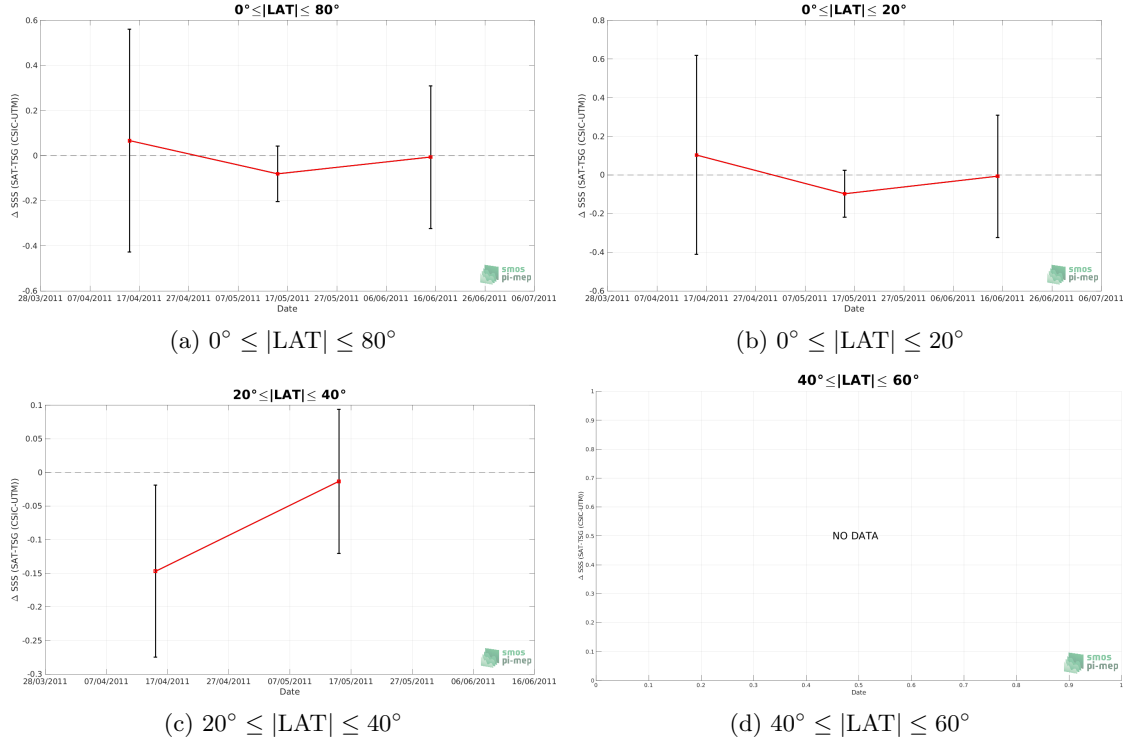 0°≤|LAT|≤ 80°
Δ SSS (SAT-TSG (CSIC-UTM))
0.6
0.4
0.2
0
-0.2
-0.4
-0.6
28/03/2011 07/04/2011 17/04/2011 27/04/2011 07/05/2011 17/05/2011 27/05/2011 06/06/2011 16/06/2011 26/06/2011 06/07/2011
Date
smos
pi-mep
(a) 0° ≤ |LAT| ≤ 80°
0°≤|LAT|≤ 20°
Δ SSS (SAT-TSG (CSIC-UTM))
0.8
0.6
0.4
0.2
0
-0.2
-0.4
-0.6
28/03/2011 07/04/2011 17/04/2011 27/04/2011 07/05/2011 17/05/2011 27/05/2011 06/06/2011 16/06/2011 26/06/2011 06/07/2011
Date
smos
pi-mep
(b) 0° ≤ |LAT| ≤ 20°
20°≤|LAT|≤ 40°
Δ SSS (SAT-TSG (CSIC-UTM))
0.1
0.05
0
-0.05
-0.1
-0.15
-0.2
-0.25
-0.3
28/03/2011 07/04/2011 17/04/2011 27/04/2011 07/05/2011 17/05/2011 27/05/2011 06/06/2011 16/06/2011
Date
smos
pi-mep
(c) 20° ≤ |LAT| ≤ 40°
40°≤|LAT|≤ 60°
Δ SSS (SAT-TSG (CSIC-UTM))
1
0.9
0.8
0.7
0.6
0.5
0.4
0.3
0.2
0.1
0
NO DATA
0 0.1 0.2 0.3 0.4 0.5 0.6 0.7 0.8 0.9 1
Date
smos
pi-mep
(d) 40° ≤ |LAT| ≤ 60°